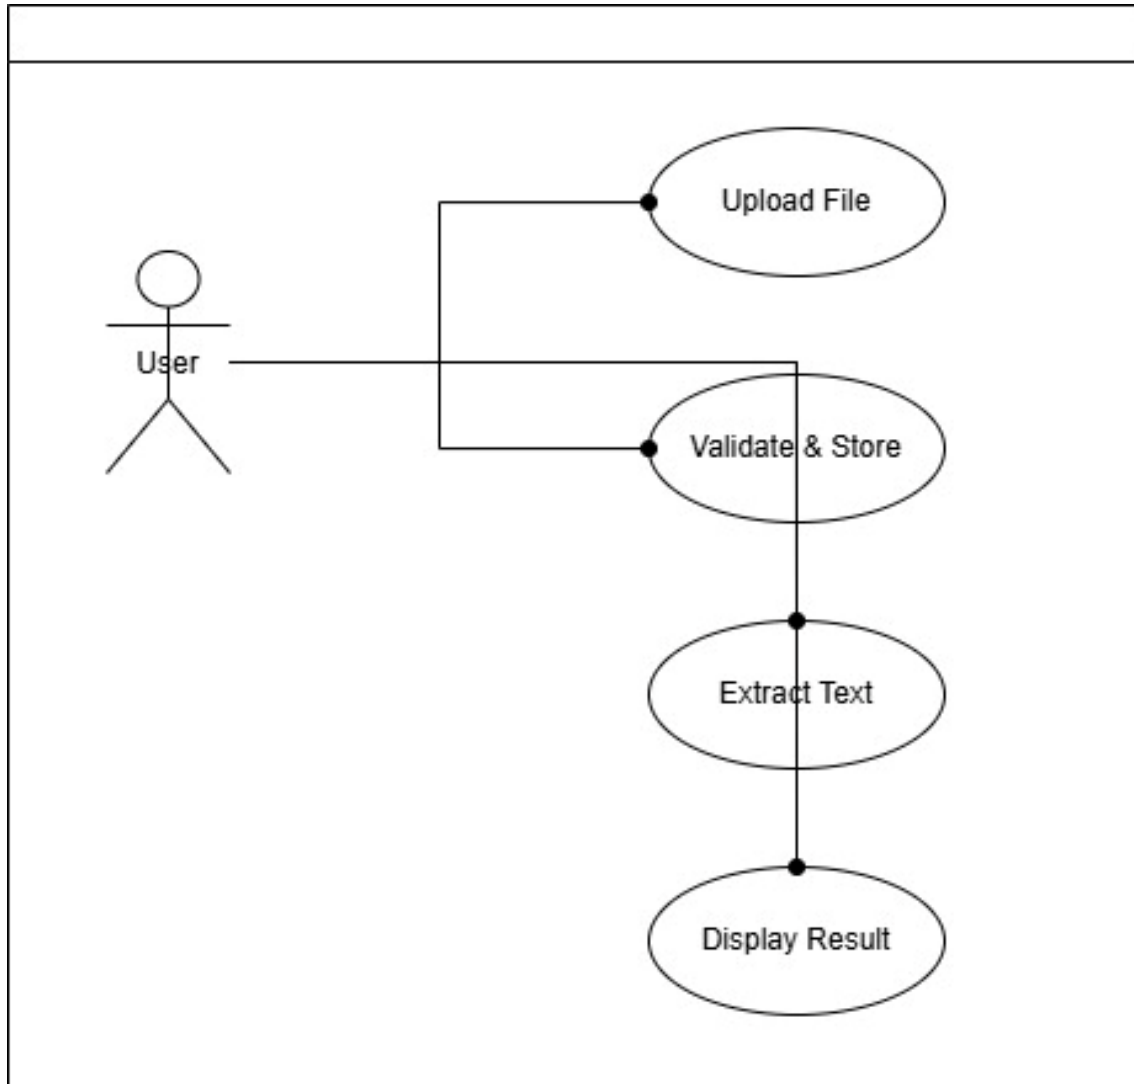 Upload File
User
Validate & Store
Extract Text
Display Result